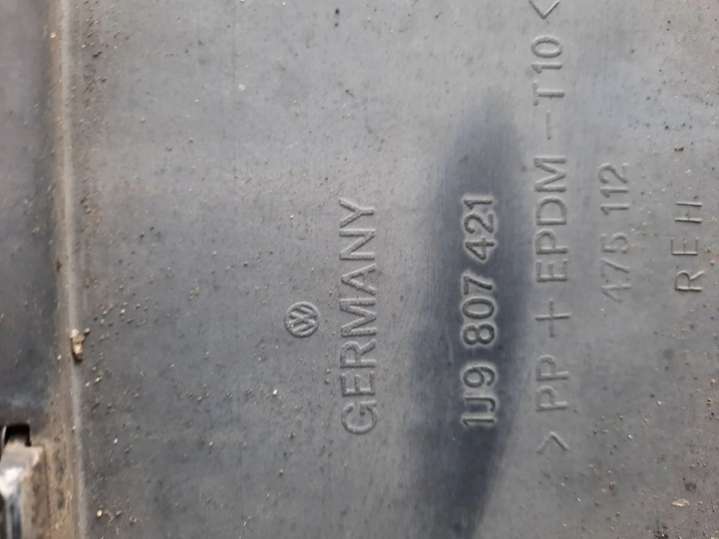 GERMANY
1J9 807 421
> PP + EPDM - T10 <
475 112
REH